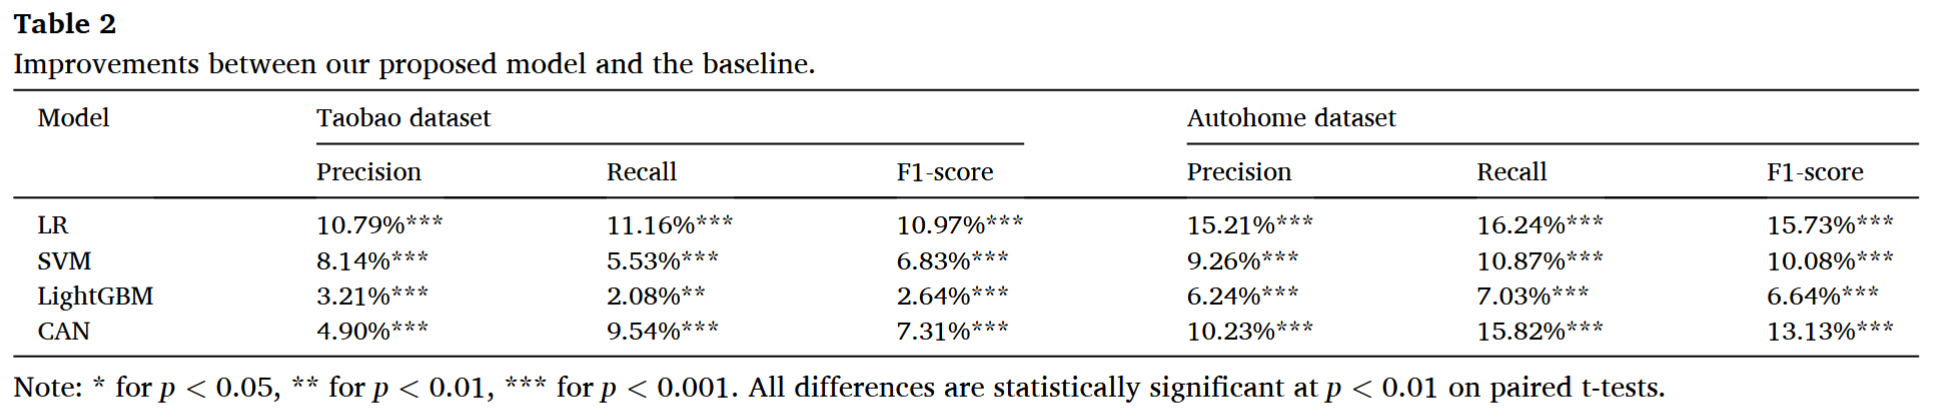 Table 2
Improvements between our proposed model and the baseline.
Model Taobao dataset Autohome dataset
Precision Recall F1-score Precision Recall F1-score
LR 10.79%*** 11.16%*** 10.97%*** 15.21%*** 16.24%*** 15.73%***
SVM 8.14%*** 5.53%*** 6.83%*** 9.26%*** 10.87%*** 10.08%***
LightGBM 3.21%*** 2.08%** 2.64%*** 6.24%*** 7.03%*** 6.64%***
CAN 4.90%*** 9.54%*** 7.31%*** 10.23%*** 15.82%*** 13.13%***
Note: * for p < 0.05, ** for p < 0.01, *** for p < 0.001. All differences are statistically significant at p < 0.01 on paired t-tests.